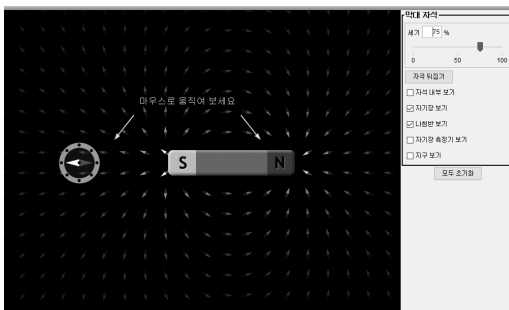 막대 자석
세기 75 %
0 50 100
자극 뒤집기
자석 내부 보기
자기장 보기
나침반 보기
자기장 측정기 보기
지구 보기
모두 초기화
마우스로 움직여 보세요
S N